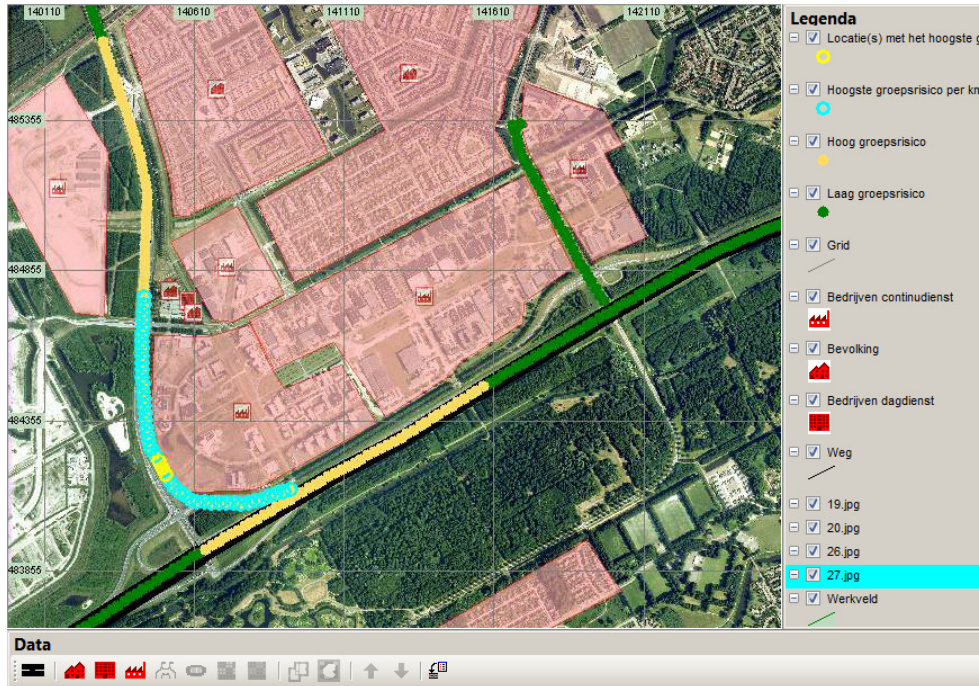 140110 140610 141110 141610 142110
485355
484855
484355
483855
Legenda
Locatie(s) met het hoogste g
Hoogste groepsrisico per km
Hoog groepsrisico
Laag groepsrisico
Grid
Bedrijven continudienst
Bevolking
Bedrijven dagdienst
Weg
19.jpg
20.jpg
26.jpg
27.jpg
Werkveld
Data